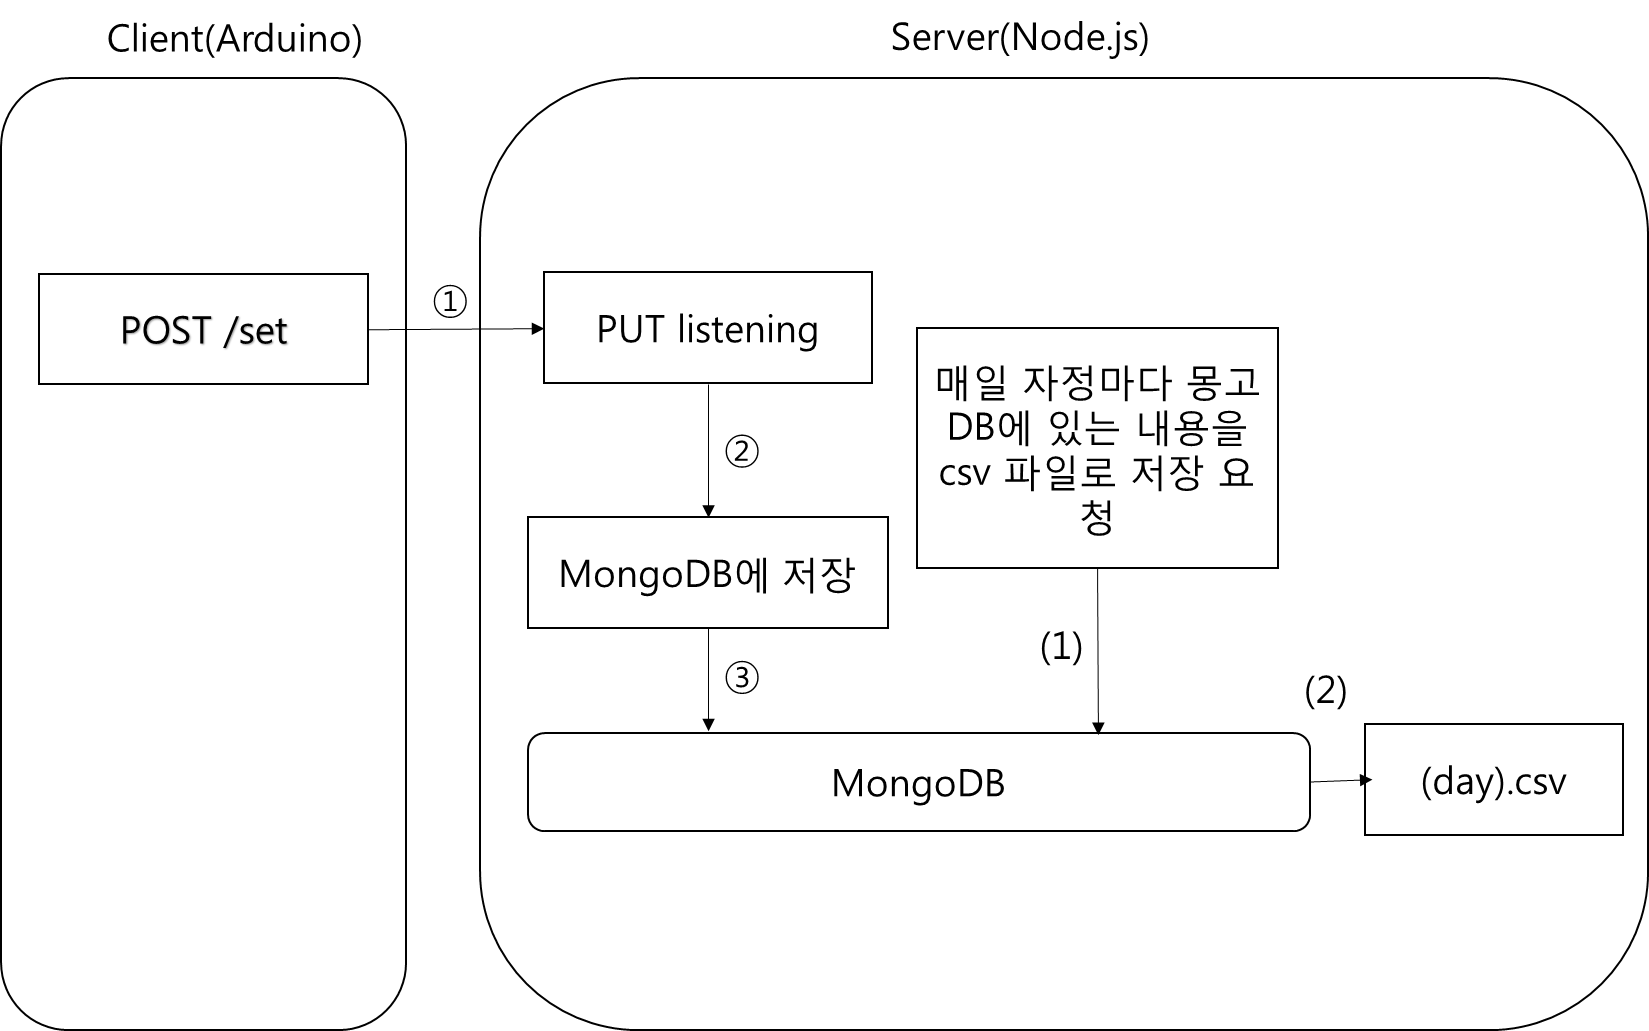 Client(Arduino)
Server(Node.js)
POST /set
①
PUT listening
②
MongoDB에 저장
③
매일 자정마다 몽고
DB에 있는 내용을
csv 파일로 저장 요
청
(1)
MongoDB
(2)
(day).csv